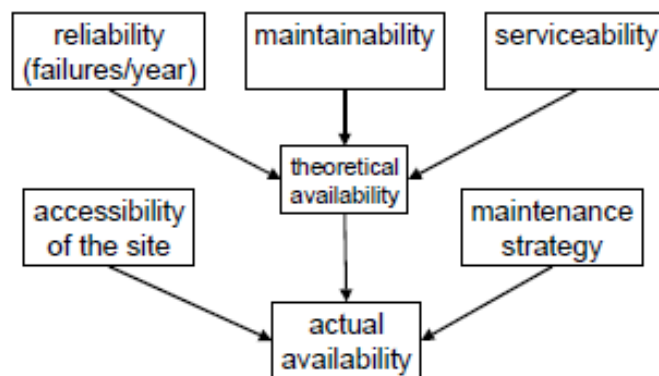 reliability
(failures/year)
maintainability
serviceability
theoretical
availability
accessibility
of the site
maintenance
strategy
actual
availability